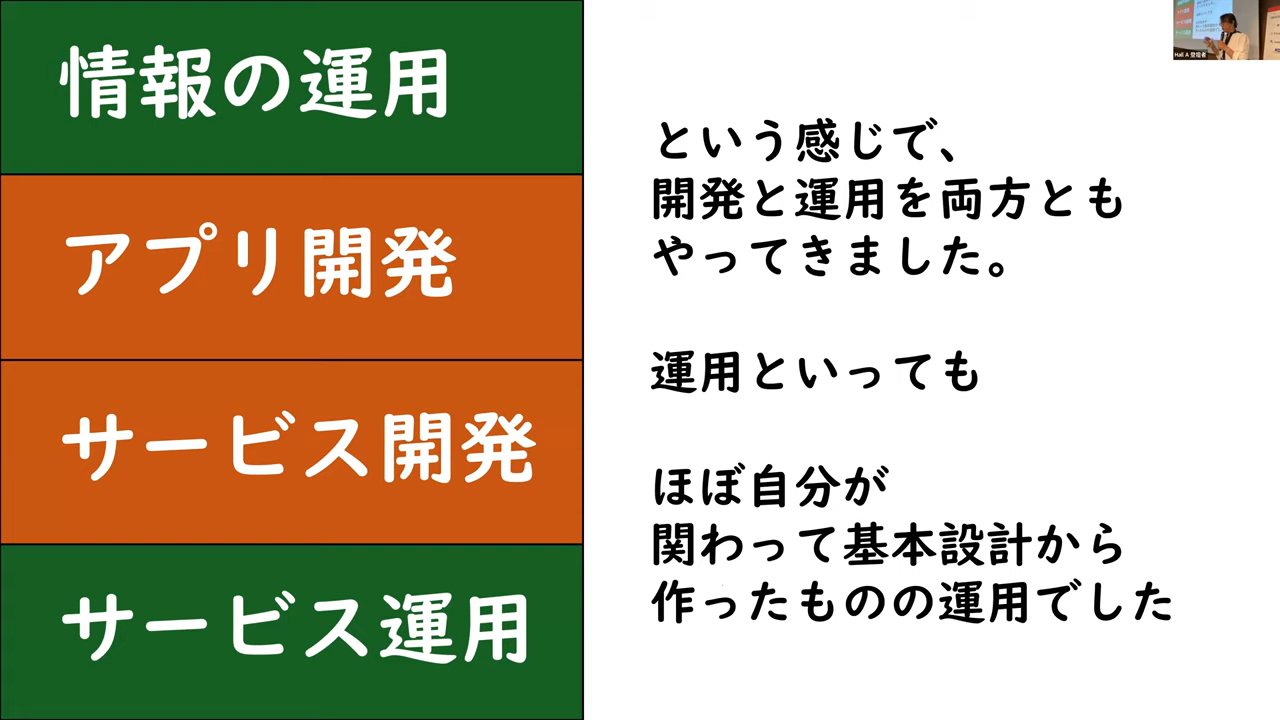 情報の運用
アプリ開発
サービス開発
サービス運用
という感じで、
開発と運用を両方とも
やってきました。
運用といっても
ほぼ自分が
関わって基本設計から
作ったものの運用でした
Hall A 登壇者